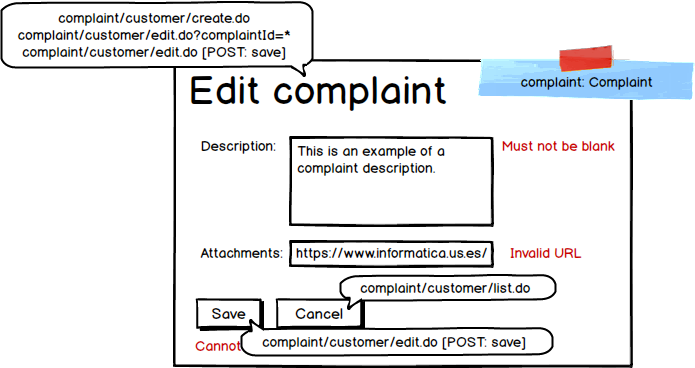 complaint/customer/create.do
complaint/customer/edit.do?complaintId=*
complaint/customer/edit.do [POST: save]
Edit complaint
complaint: Complaint
Description:
This is an example of a
complaint description.
Must not be blank
Attachments:
https://www.informatica.us.es/
Invalid URL
complaint/customer/list.do
Save
Cancel
Cannot
complaint/customer/edit.do [POST: save]